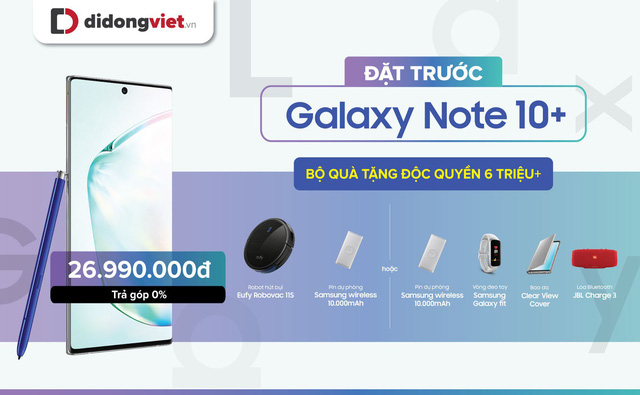 didongviet.vn
ĐẶT TRƯỚC
Galaxy Note 10+
BỘ QUÀ TẶNG ĐỘC QUYỀN 6 TRIỆU+
26.990.000đ
Trả góp 0%
Robot hút bụi
Eufy Robovac 11S
Pin dự phòng
Samsung wireless
10.000mAh
hoặc
Pin dự phòng
Samsung wireless
10.000mAh
Vòng đeo tay
Samsung
Galaxy fit
Bao da
Clear View
Cover
Loa Bluetooth
JBL Charge 3